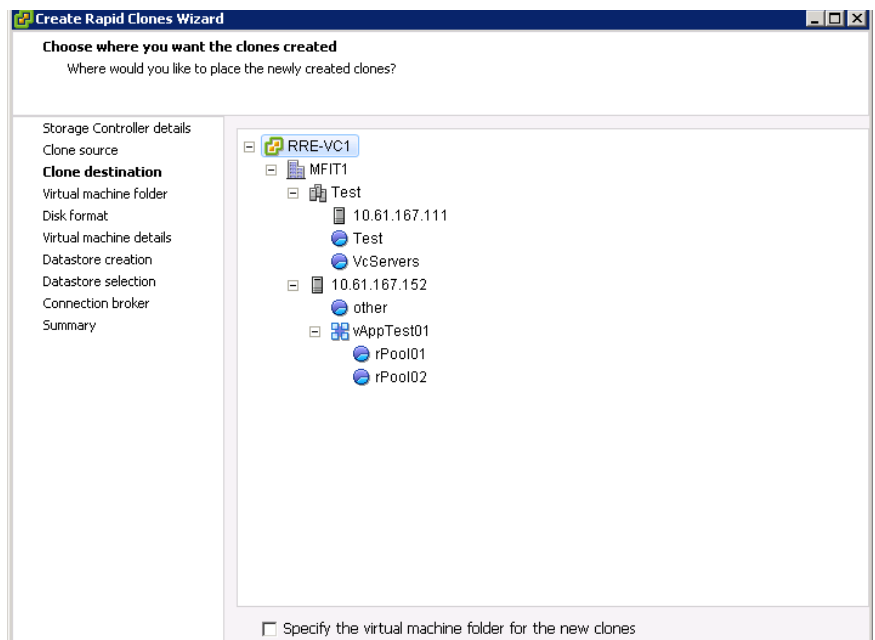 Create Rapid Clones Wizard
Choose where you want the clones created
Where would you like to place the newly created clones?
Storage Controller details
Clone source
Clone destination
Virtual machine folder
Disk format
Virtual machine details
Datastore creation
Datastore selection
Connection broker
Summary
RRE-VC1
MFIT1
Test
10.61.167.111
Test
VcServers
10.61.167.152
other
vAppTest01
rPool01
rPool02
Specify the virtual machine folder for the new clones